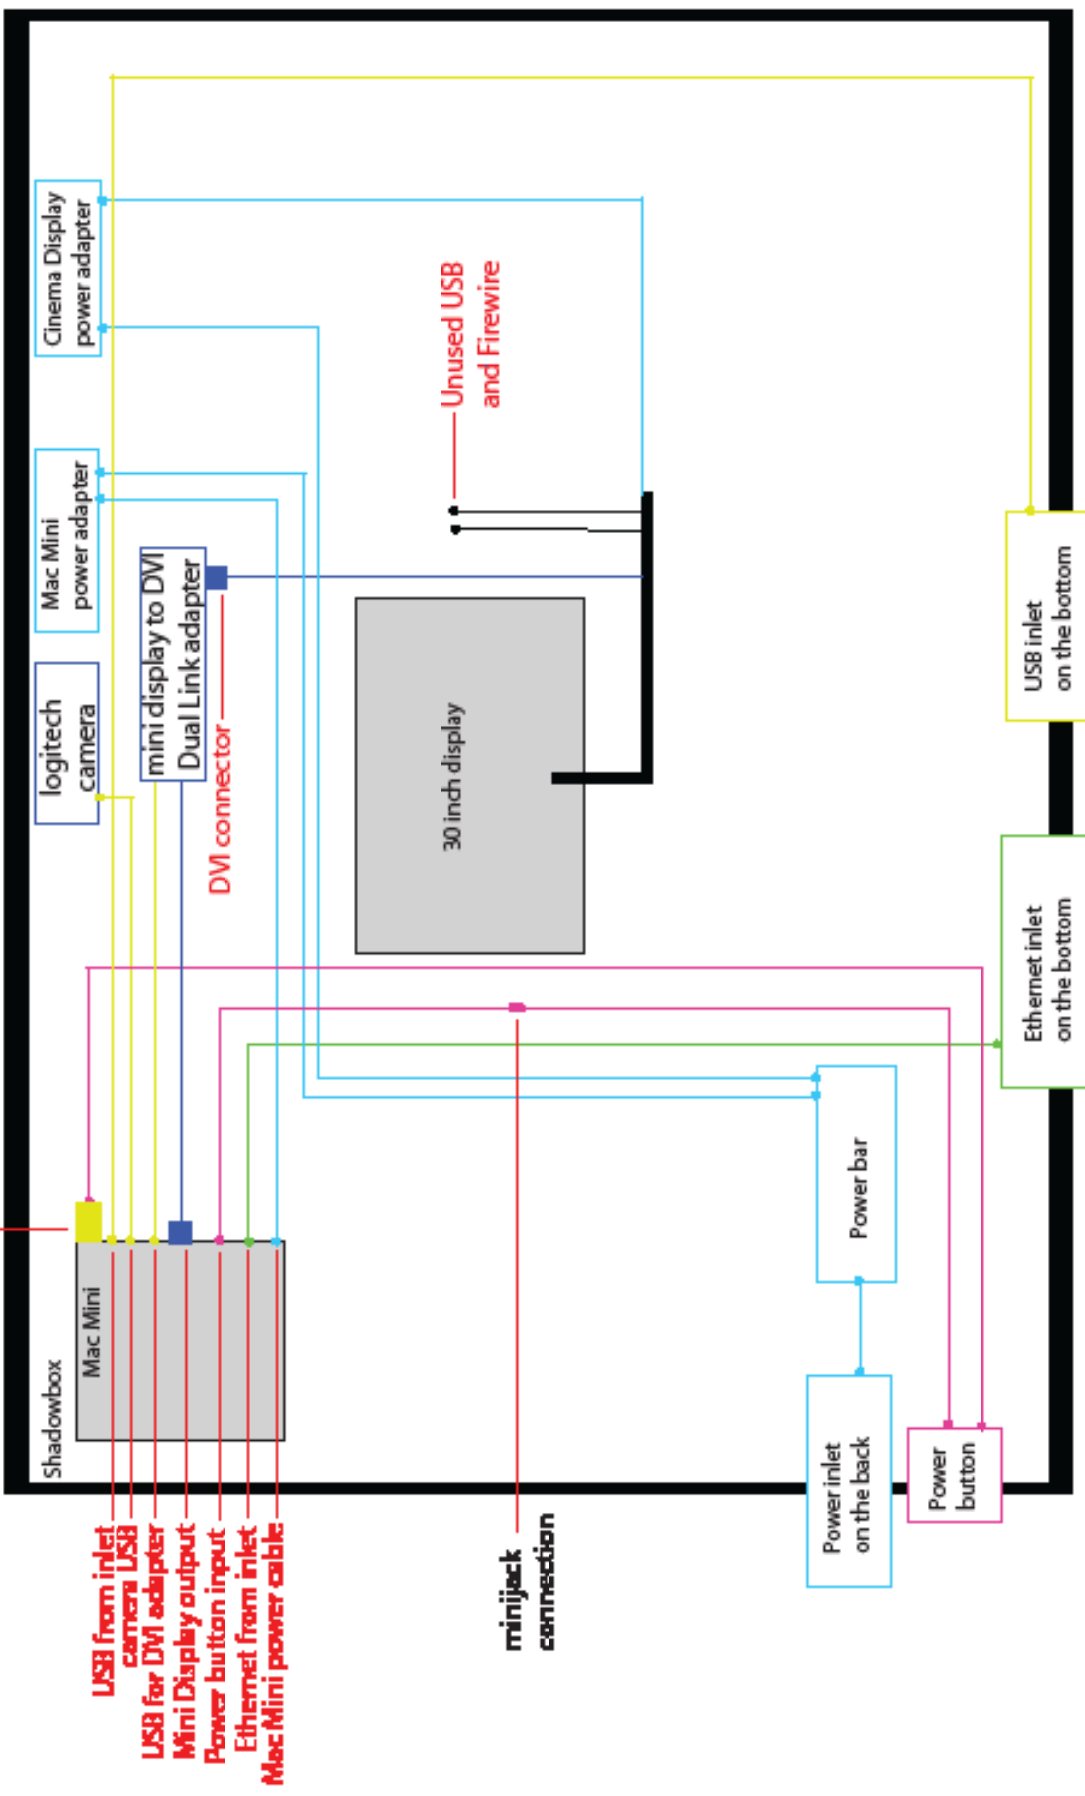 Shadowbox
Mac Mini
USB from inlet
camera USB
USB for DVI adapter
Mini Display output
Power button input
Ethernet from inlet
Mac Mini power cable
logitech
camera
Mac Mini
power adapter
Cinema Display
power adapter
mini display to DVI
Dual Link adapter
DVI connector
30 inch display
Unused USB
and Firewire
minijack
connection
Power bar
Power inlet
on the back
Power
button
Ethernet inlet
on the bottom
USB inlet
on the bottom